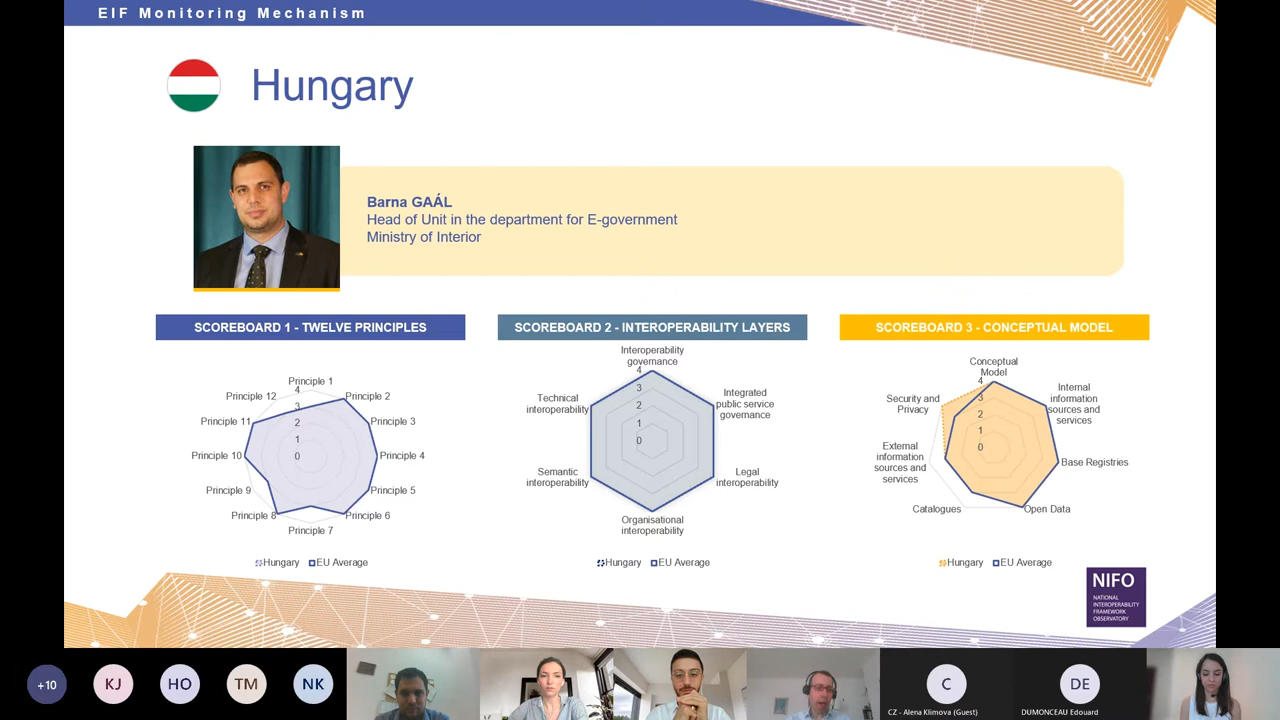 EIF Monitoring Mechanism
Hungary
Barna GAÁL
Head of Unit in the department for E-government
Ministry of Interior
SCOREBOARD 1 - TWELVE PRINCIPLES
Principle 1
Principle 2
Principle 3
Principle 4
Principle 5
Principle 6
Principle 7
Principle 8
Principle 9
Principle 10
Principle 11
Principle 12
4
3
2
1
0
Hungary
EU Average
SCOREBOARD 2 - INTEROPERABILITY LAYERS
Interoperability
governance
Integrated
public service
governance
Legal
interoperability
Organisational
interoperability
Semantic
interoperability
Technical
interoperability
4
3
2
1
0
Hungary
EU Average
SCOREBOARD 3 - CONCEPTUAL MODEL
Conceptual
Model
Internal
information
sources and
services
Base Registries
Open Data
Catalogues
External
information
sources and
services
Security and
Privacy
4
3
2
1
0
Hungary
EU Average
NIFO
NATIONAL
INTEROPERABILITY
FRAMEWORK
OBSERVATORY
+10
KJ
HO
TM
NK
C
CZ - Alena Klimova (Guest)
DE
DUMONCEAU Edouard